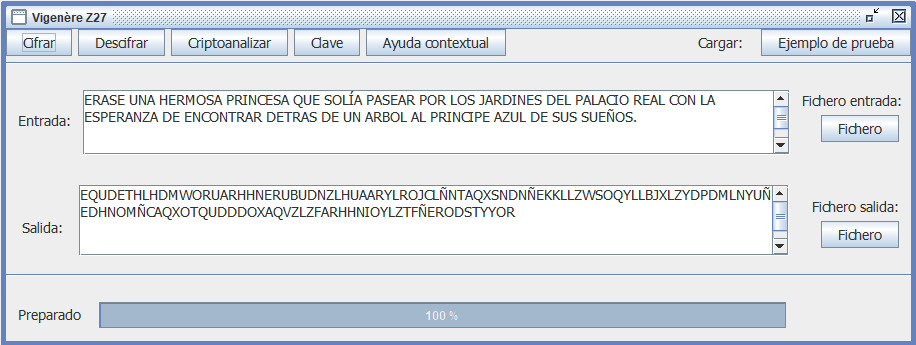 Vigenère Z27
Cifrar Descifrar Criptoanalizar Clave Ayuda contextual Cargar: Ejemplo de prueba
Entrada:
ERASE UNA HERMOSA PRINCESA QUE SOLÍA PASEAR POR LOS JARDINES DEL PALACIO REAL CON LA
ESPERANZA DE ENCONTRAR DETRAS DE UN ARBOL AL PRINCIPE AZUL DE SUS SUEÑOS.
Fichero entrada:
Fichero
Salida:
EQUDETHLHDMWORUARHHNERUBUDNZLHUAARYLROJCLÑNTAQXSNDNÑEKKLLZWSOQYLLBJXLZYDPDMLNYUÑ
EDHNOMÑCAQXOTQUDDDOXAQVZLZFARHHNIOYLZTFÑERODSTYYOR
Fichero salida:
Fichero
Preparado 100 %